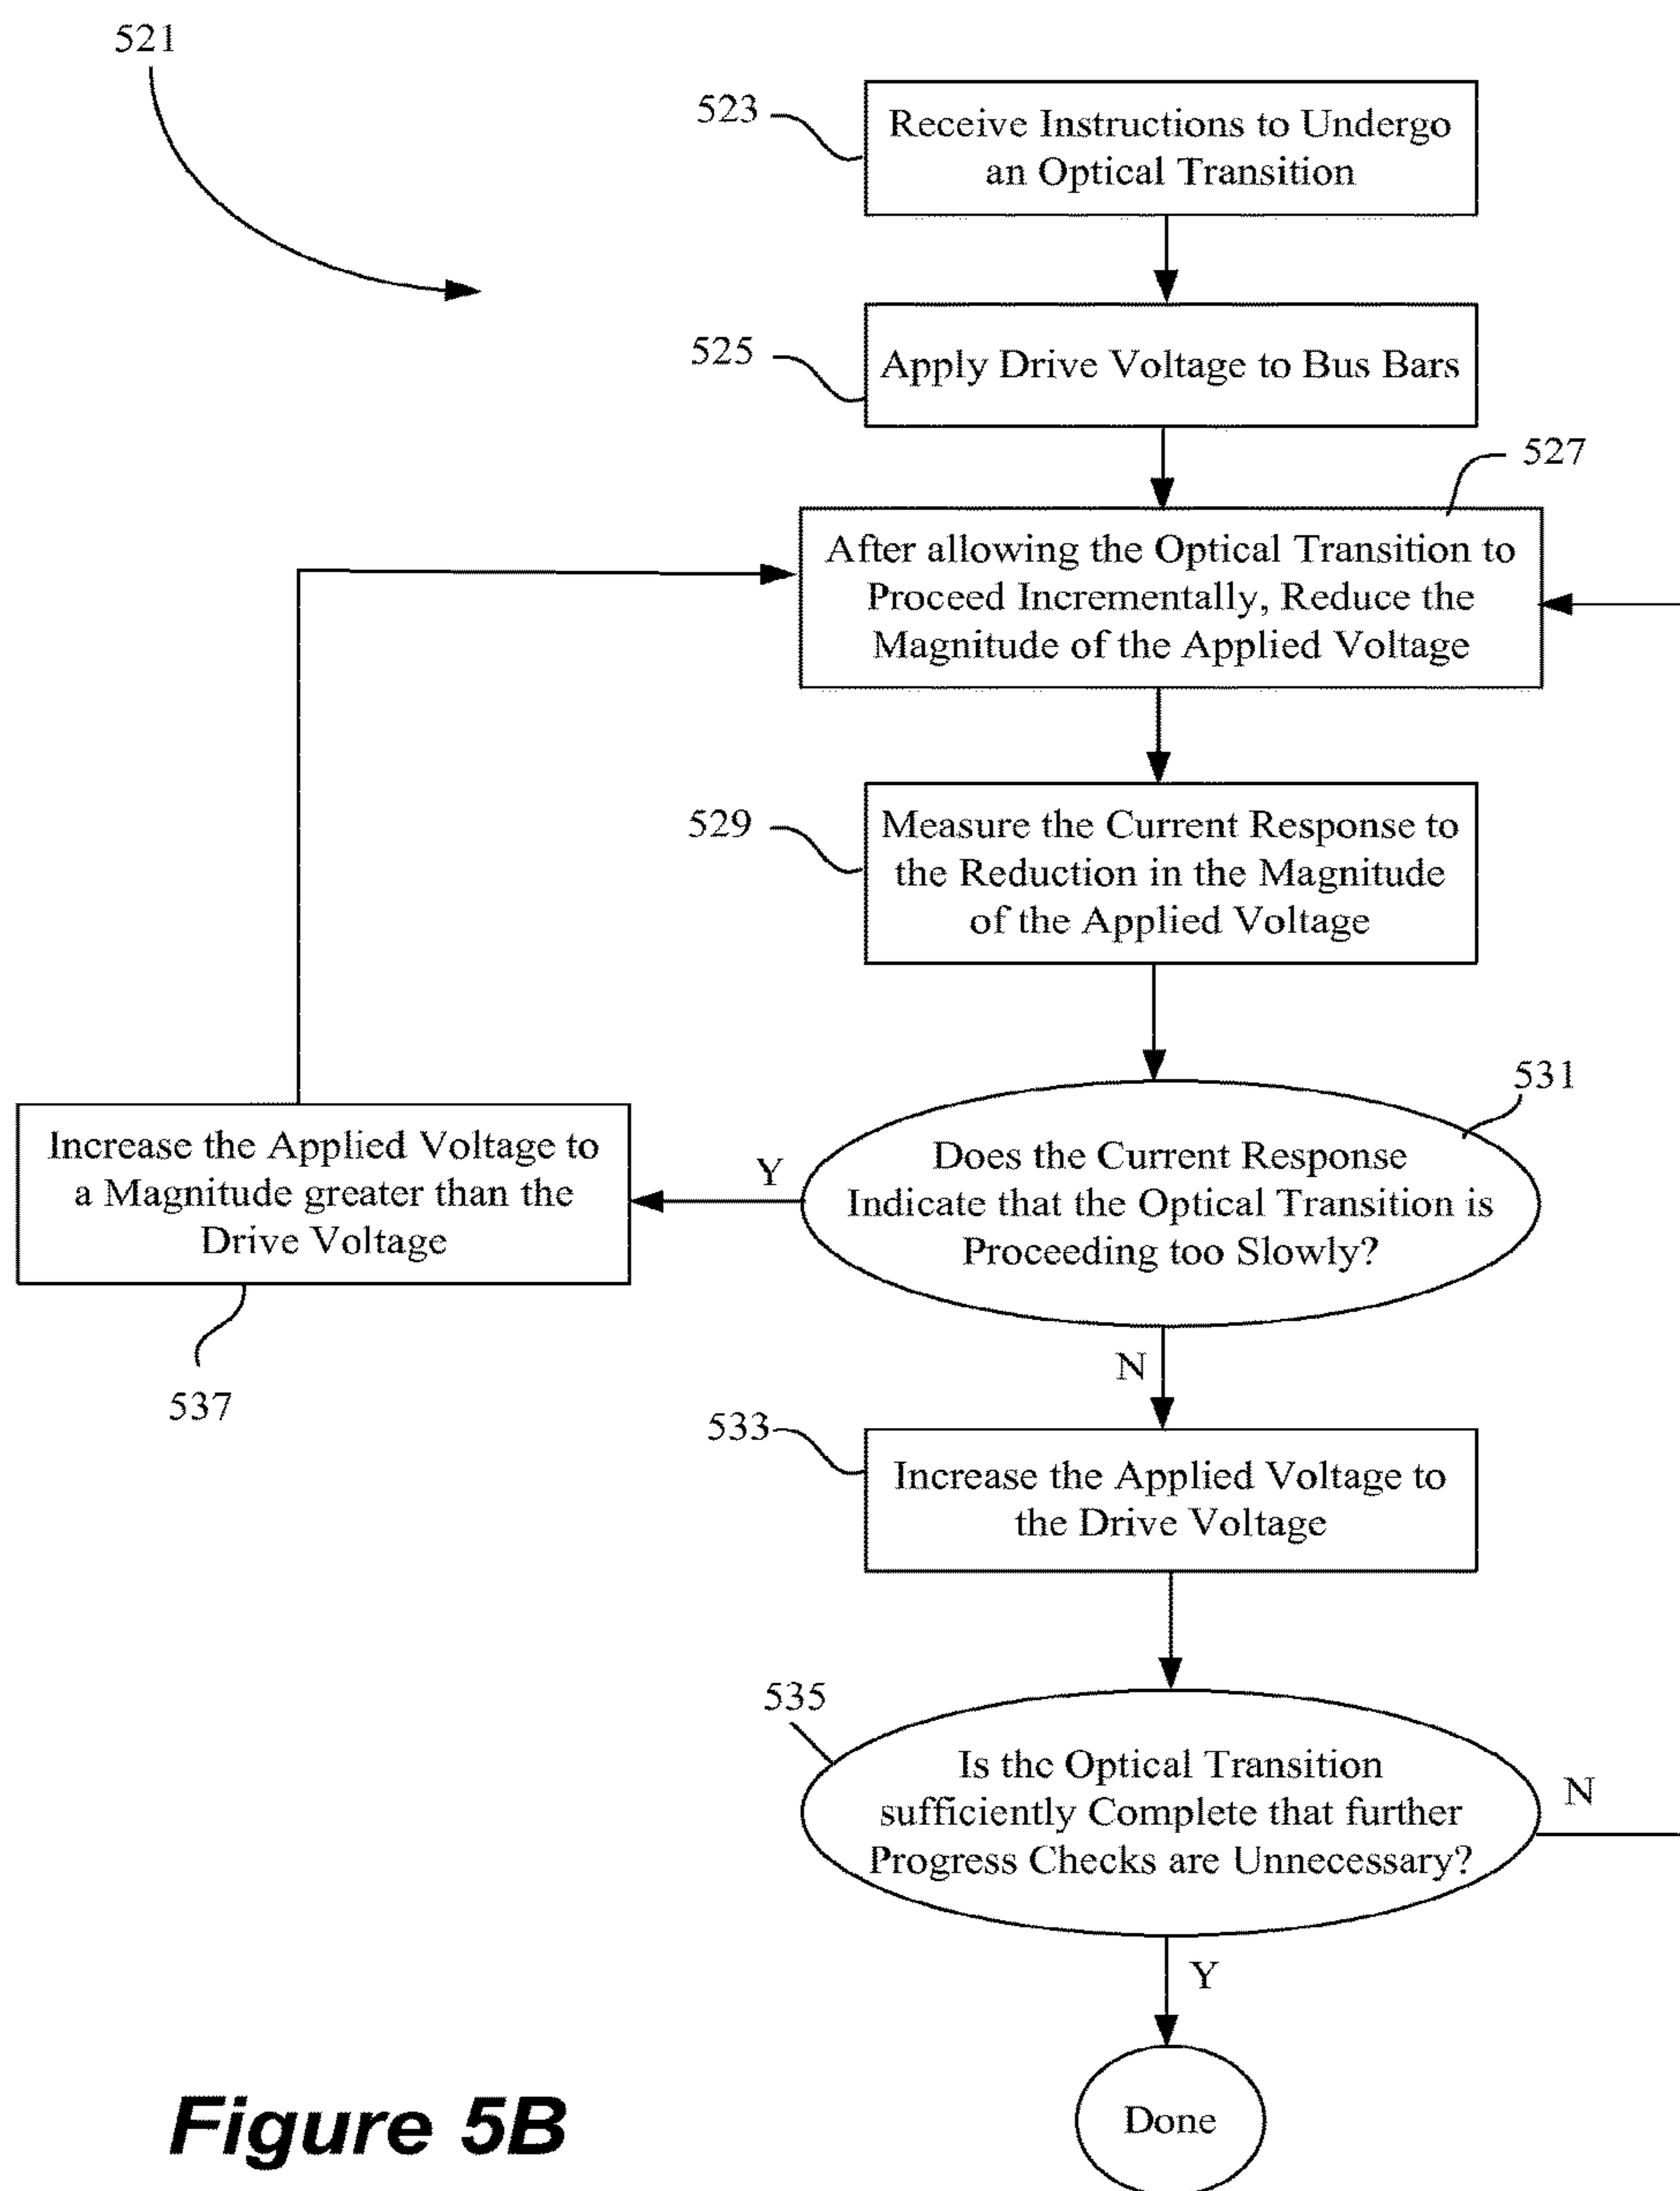 521
523
Receive Instructions to Undergo
an Optical Transition
525
Apply Drive Voltage to Bus Bars
527
After allowing the Optical Transition to
Proceed Incrementally, Reduce the
Magnitude of the Applied Voltage
529
Measure the Current Response to
the Reduction in the Magnitude
of the Applied Voltage
531
Does the Current Response
Indicate that the Optical Transition is
Proceeding too Slowly?
Y
Increase the Applied Voltage to
a Magnitude greater than the
Drive Voltage
537
N
533
Increase the Applied Voltage to
the Drive Voltage
535
Is the Optical Transition
sufficiently Complete that further
Progress Checks are Unnecessary?
N
Y
Done
Figure 5B